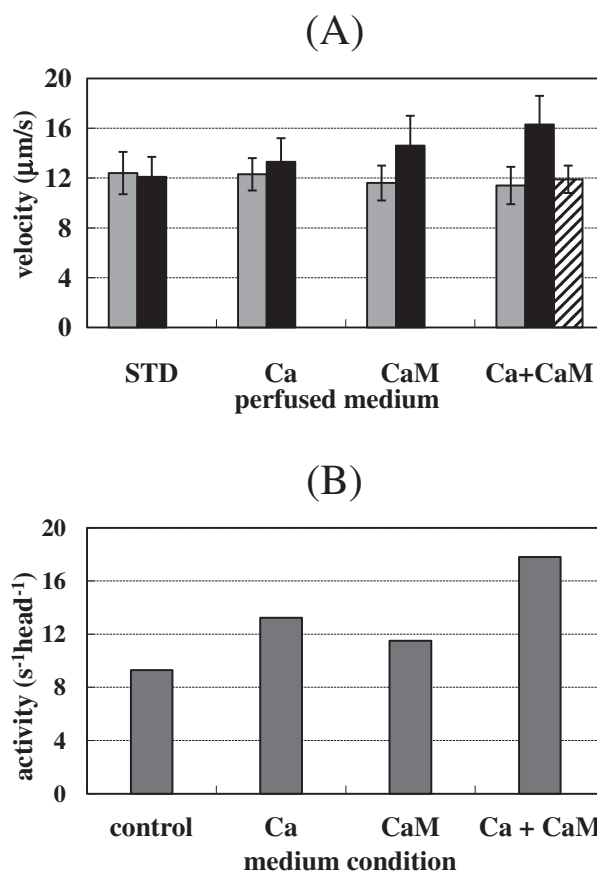 (A)
velocity (μm/s)
20
16
12
8
4
0
STD Ca CaM Ca+CaM
perfused medium
(B)
activity (s⁻¹head⁻¹)
20
16
12
8
4
0
control Ca CaM Ca + CaM
medium condition